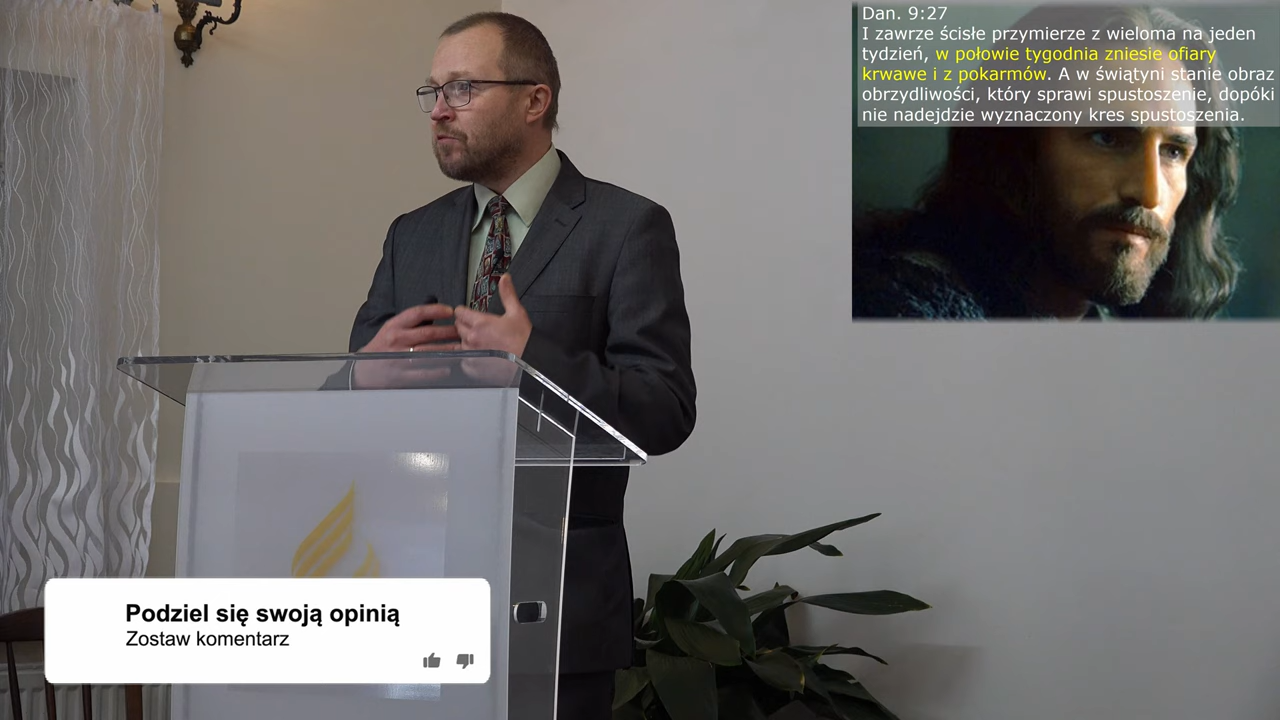 Dan. 9:27
I zawrze ścisłe przymierze z wieloma na jeden
tydzień, w połowie tygodnia zniesie ofiary
krwawe i z pokarmów. A w świątyni stanie obraz
obrzydliwości, który sprawi spustoszenie, dopóki
nie nadejdzie wyznaczony kres spustoszenia.
Podziel się swoją opinią
Zostaw komentarz